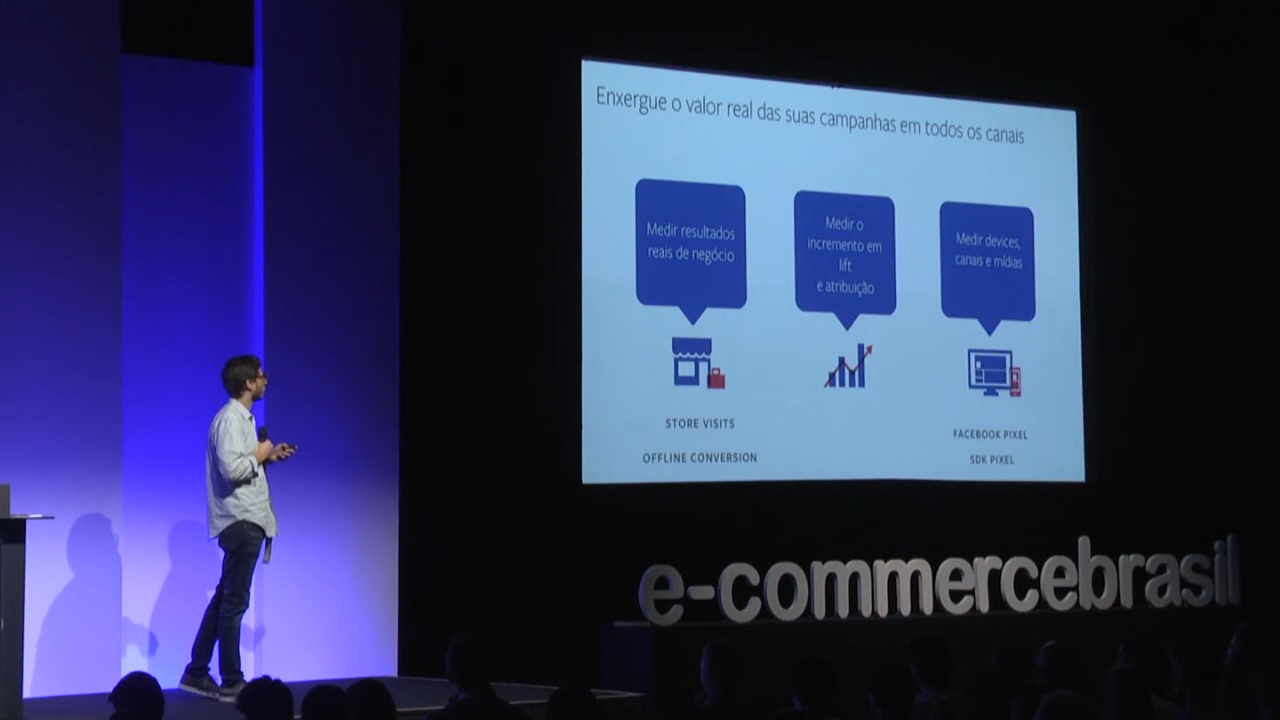 Enxergue o valor real das suas campanhas em todos os canais
Medir resultados
reais de negócio
Medir o
incremento em
lift
e atribuição
Medir devices,
canais e mídias
STORE VISITS
OFFLINE CONVERSION
FACEBOOK PIXEL
SDK PIXEL
e-commercebrasil